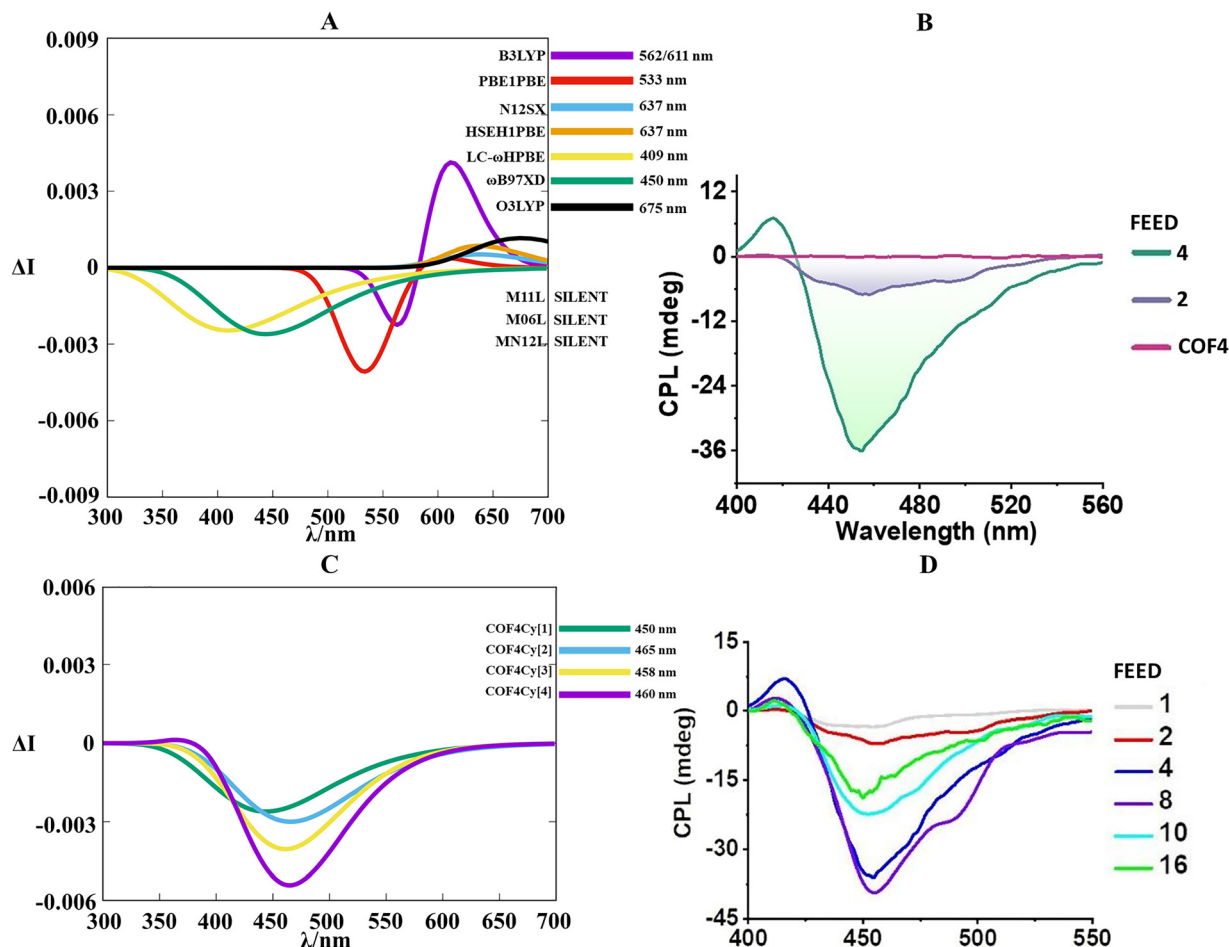 A
0.009
0.006
0.003
0
-0.003
-0.006
-0.009
ΔI
300 350 400 450 500 550 600 650 700
λ/nm
B3LYP 562/611 nm
PBE1PBE 533 nm
N12SX 637 nm
HSEH1PBE 637 nm
LC-ωHPBE 409 nm
ωB97XD 450 nm
O3LYP 675 nm
M11L SILENT
M06L SILENT
MN12L SILENT
B
12
0
-12
-24
-36
CPL (mdeg)
400 440 480 520 560
Wavelength (nm)
FEED
4
2
COF4
C
0.006
0.003
0
-0.003
-0.006
ΔI
300 350 400 450 500 550 600 650 700
λ/nm
COF4Cy[1] 450 nm
COF4Cy[2] 465 nm
COF4Cy[3] 458 nm
COF4Cy[4] 460 nm
D
15
0
-15
-30
-45
CPL (mdeg)
400 450 500 550
FEED
1
2
4
8
10
16